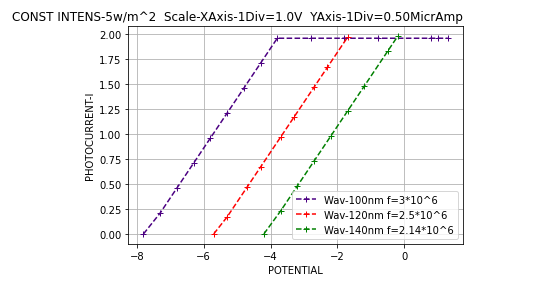 CONST INTENS-5w/m^2  Scale-XAxis-1Div=1.0V  YAxis-1Div=0.50MicrAmp
2.00
1.75
1.50
1.25
1.00
0.75
0.50
0.25
0.00
PHOTOCURRENT-I
Wav-100nm f=3*10^6
Wav-120nm f=2.5*10^6
Wav-140nm f=2.14*10^6
−8 −6 −4 −2 0
POTENTIAL